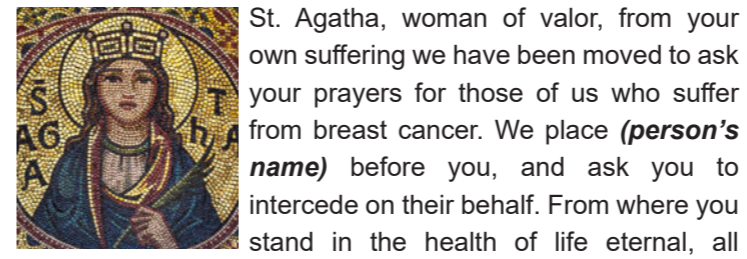 S
AG
A
T
h A
St. Agatha, woman of valor, from your
own suffering we have been moved to ask
your prayers for those of us who suffer
from breast cancer. We place (person’s
name) before you, and ask you to
intercede on their behalf. From where you
stand in the health of life eternal, all